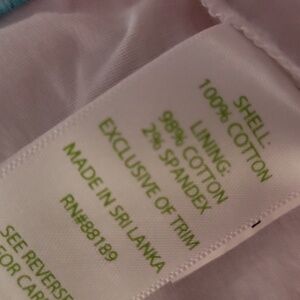 SHELL:
100% COTTON
LINING:
98% COTTON
2% SPANDEX
EXCLUSIVE OF TRIM
MADE IN SRI LANKA
RN#88189
SEE REVERSE
FOR CARE